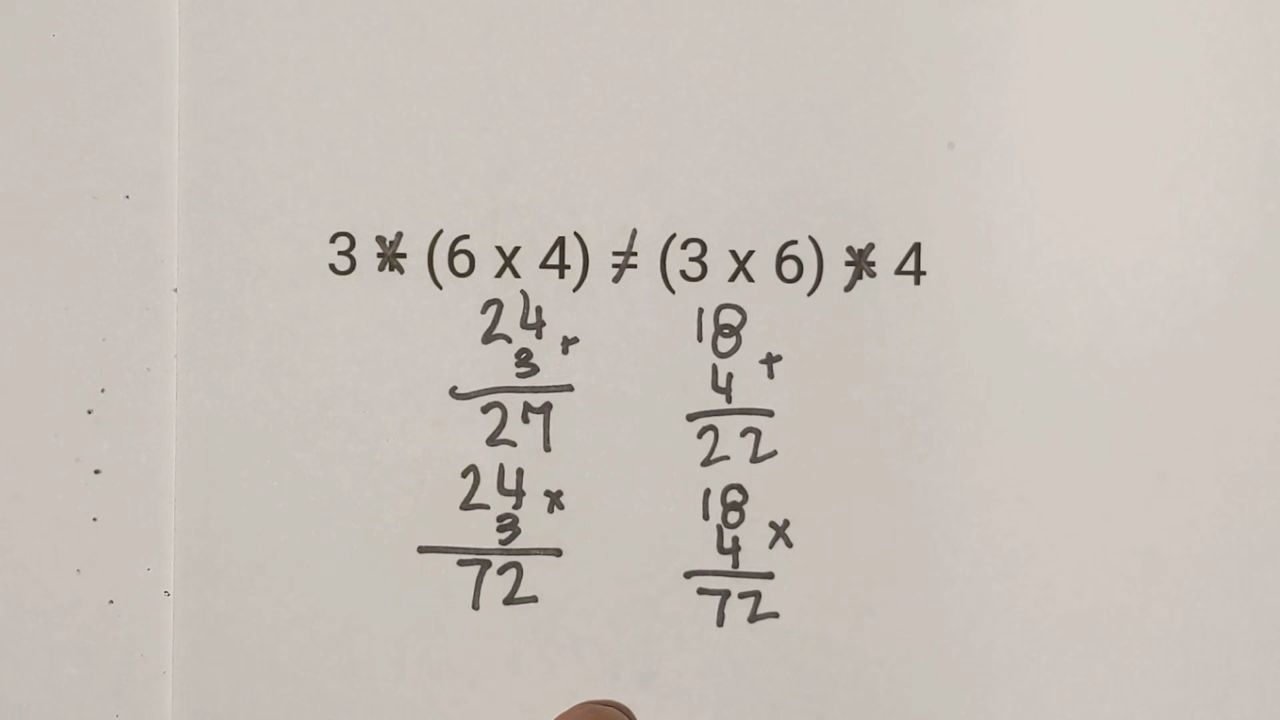 3 * (6 x 4) ≠ (3 x 6) * 4
24 18
3 + 4 +
27 22
24 x 18
3 4 x
72 72